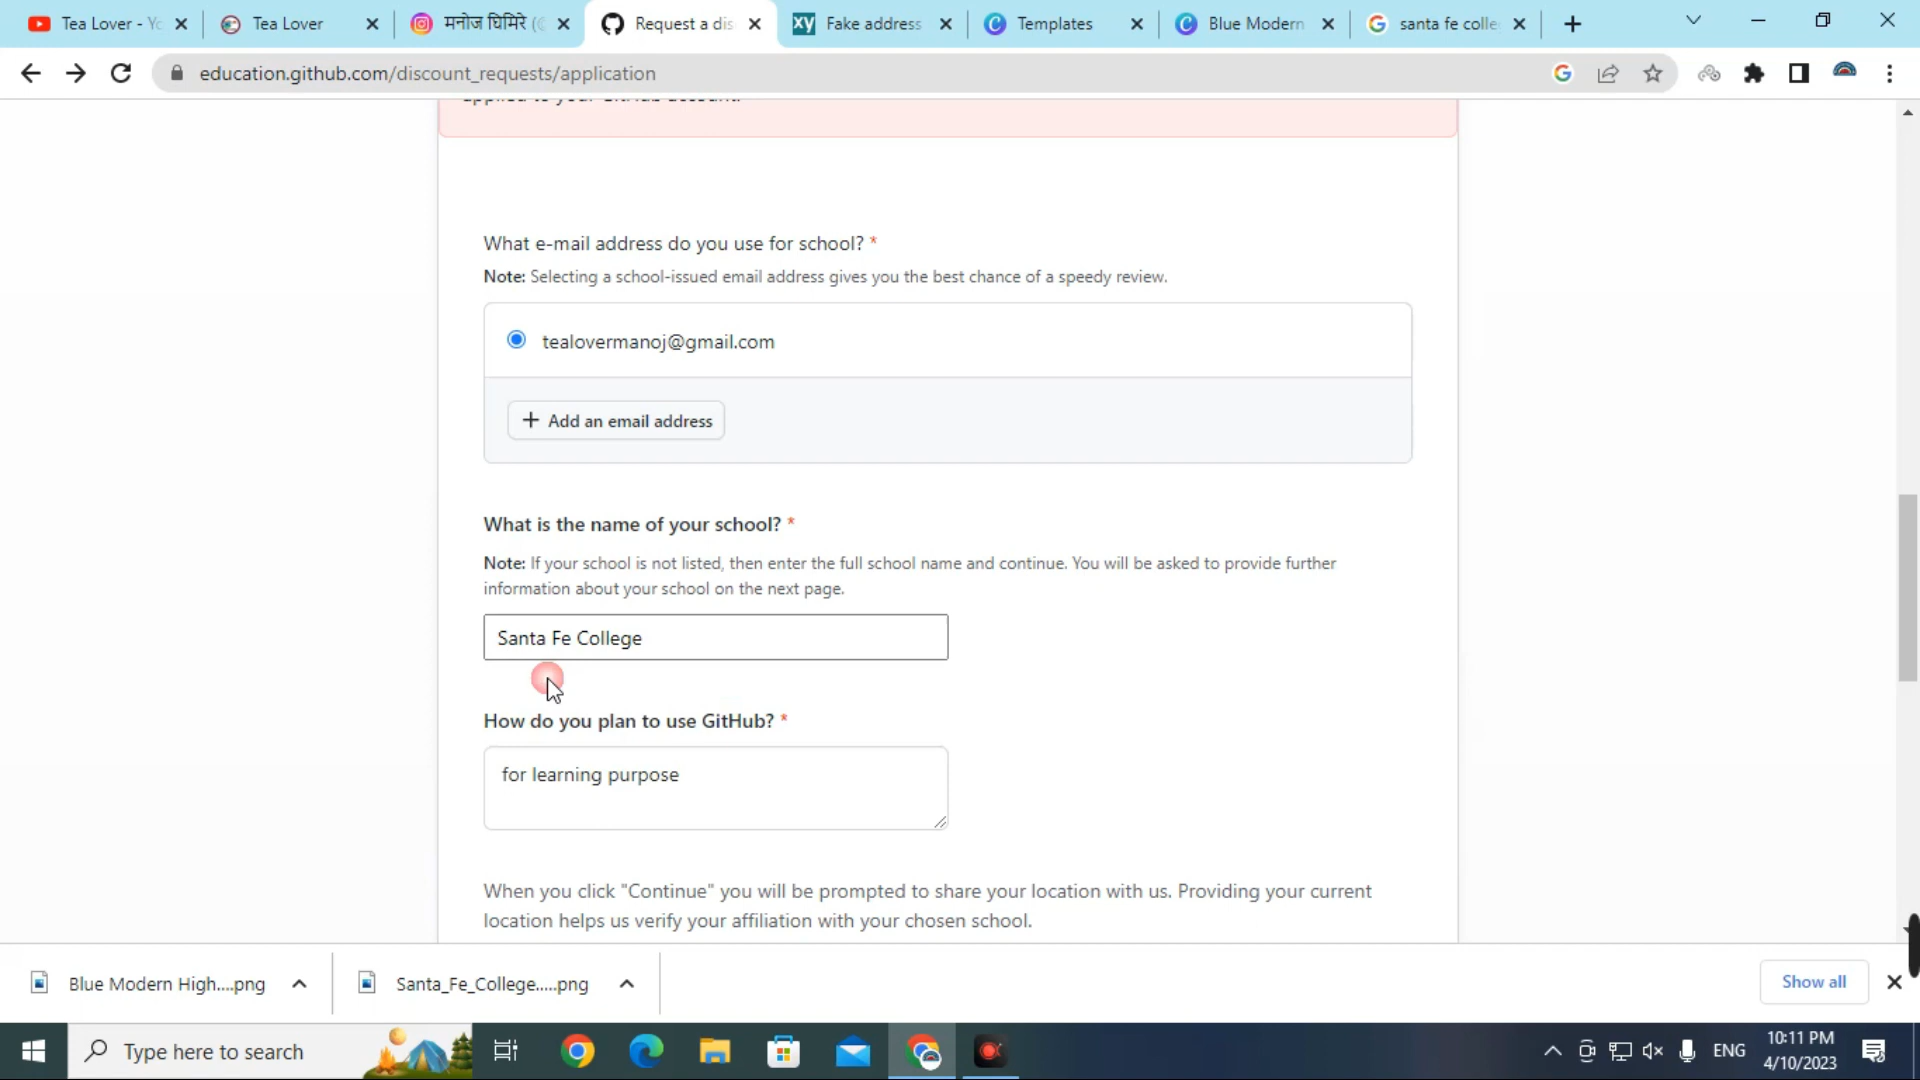 Tea Lover - Yo
Tea Lover
मनोज घिमिरे (
Request a dis
Fake address
Templates
Blue Modern
santa fe colle
education.github.com/discount_requests/application
applied to your GitHub account.
What e-mail address do you use for school? *
Note: Selecting a school-issued email address gives you the best chance of a speedy review.
tealovermanoj@gmail.com
+ Add an email address
What is the name of your school? *
Note: If your school is not listed, then enter the full school name and continue. You will be asked to provide further
information about your school on the next page.
Santa Fe College
How do you plan to use GitHub? *
for learning purpose
When you click "Continue" you will be prompted to share your location with us. Providing your current
location helps us verify your affiliation with your chosen school.
Blue Modern High....png
Santa_Fe_College.....png
Show all
Type here to search
ENG
10:11 PM
4/10/2023